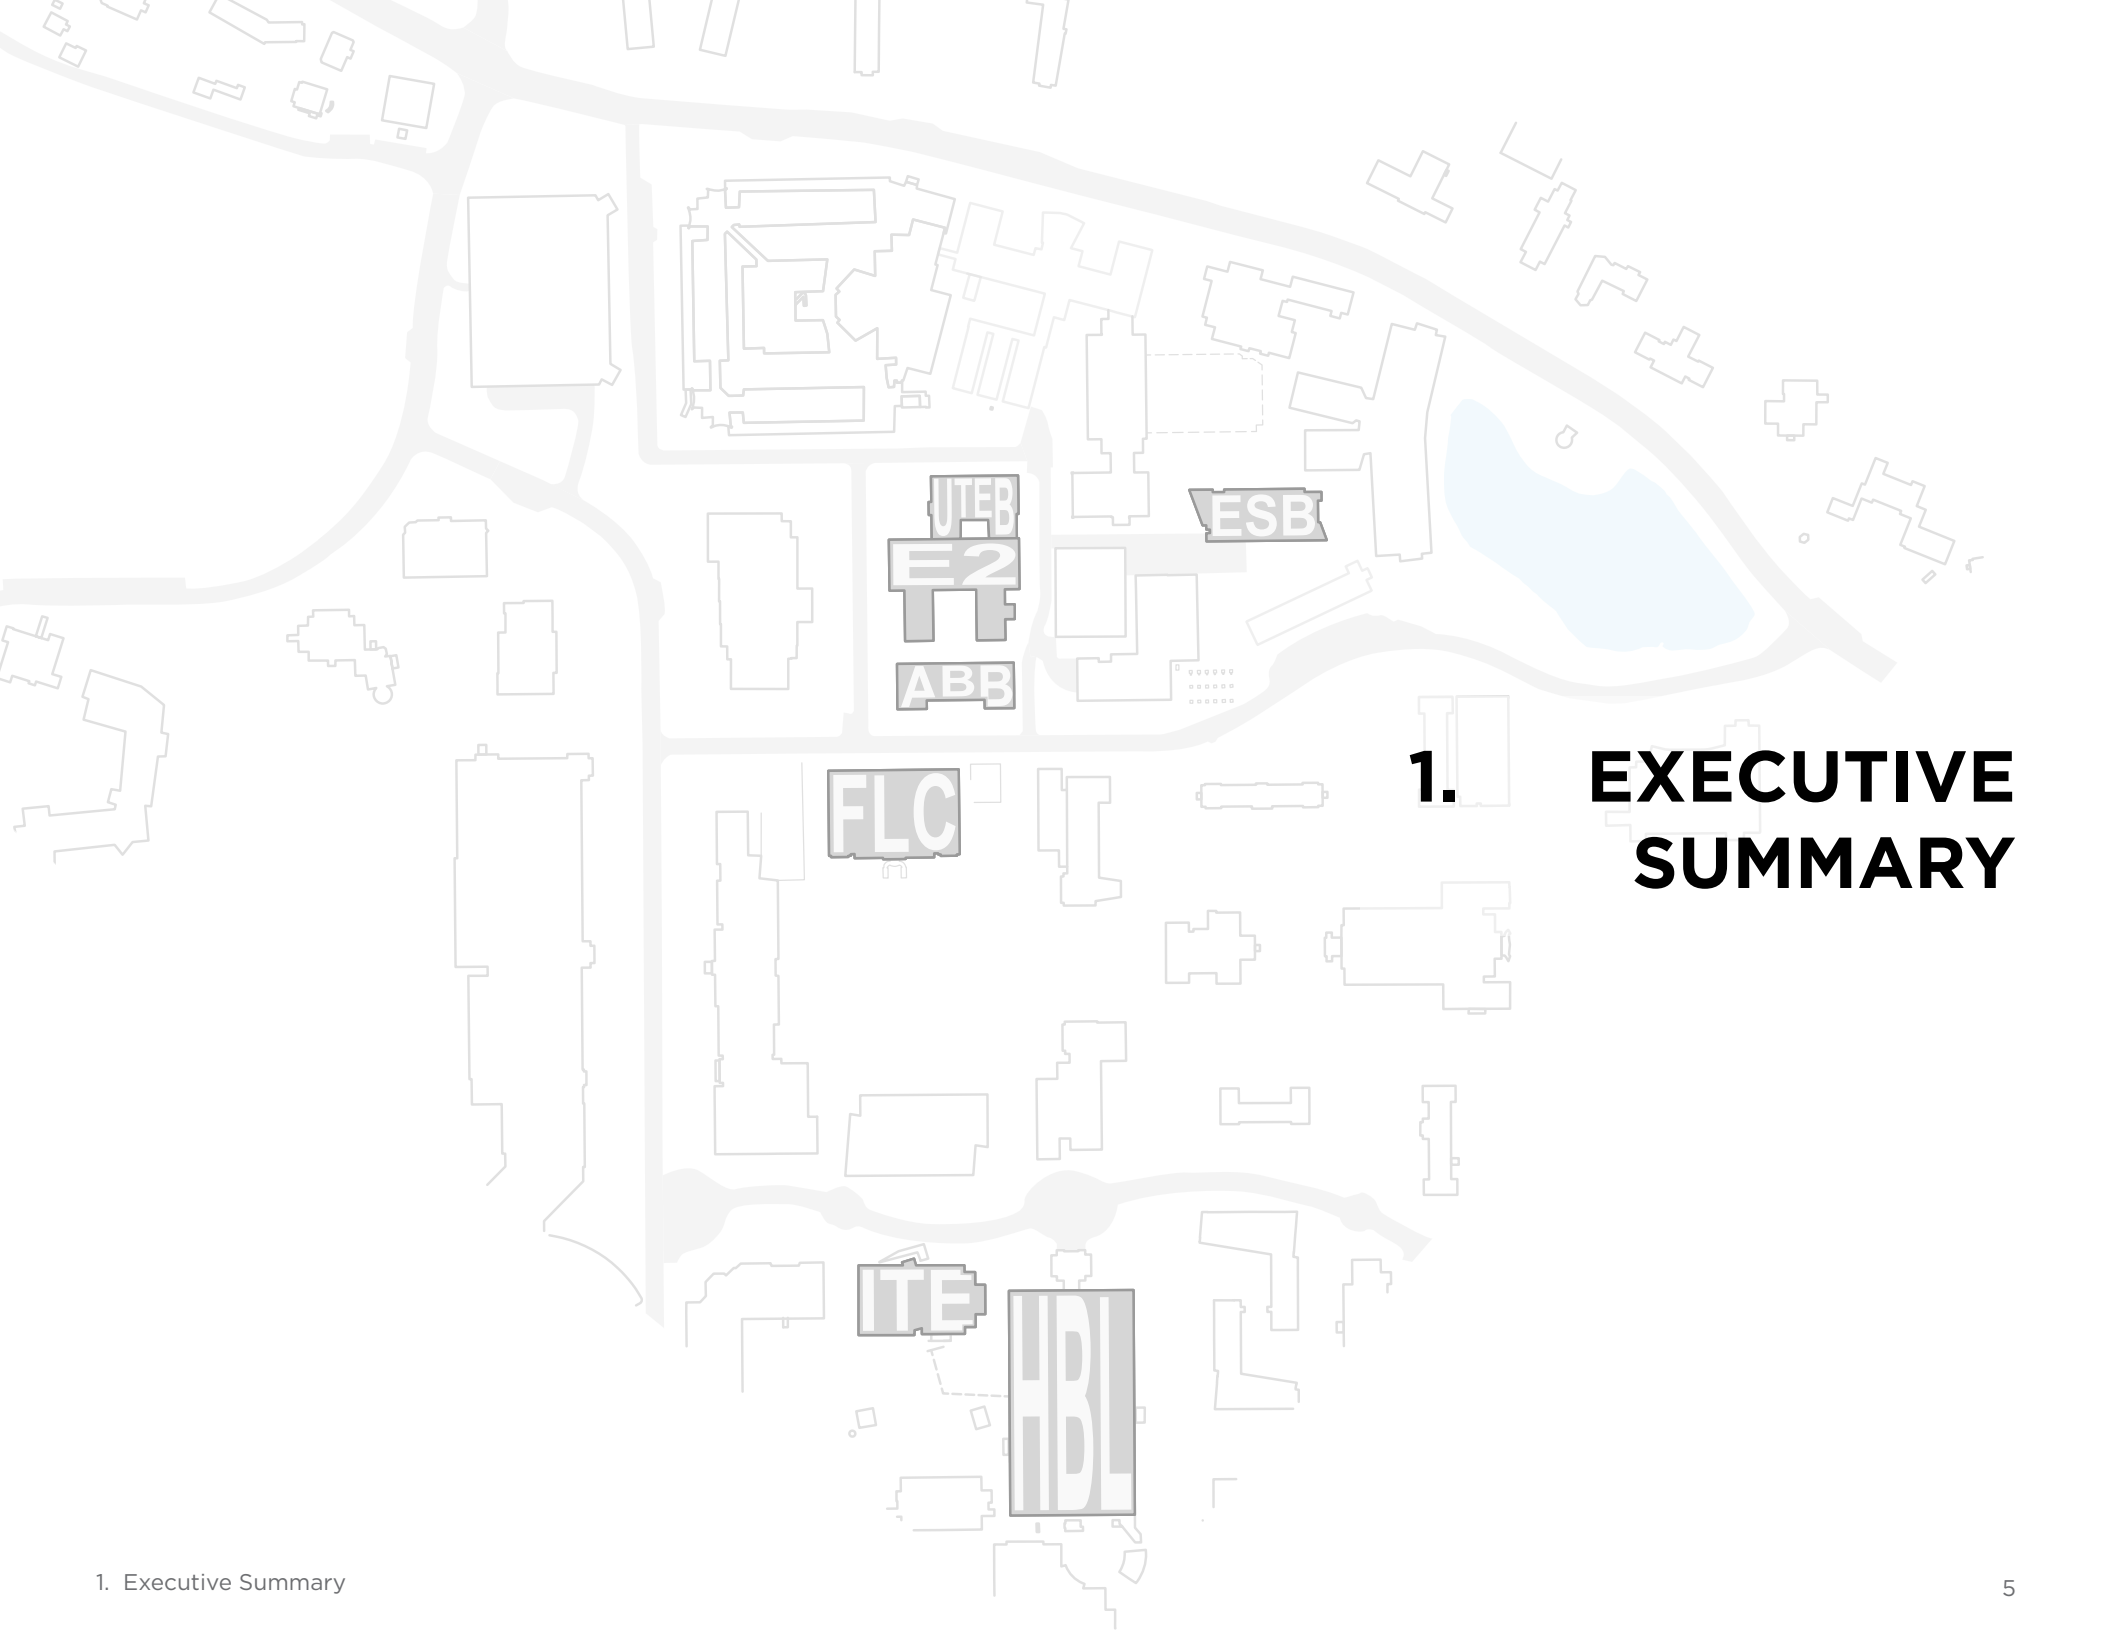 UTEB
ESB
E2
ABB
1. EXECUTIVE
SUMMARY
FLC
ITE
HBL
1. Executive Summary
5